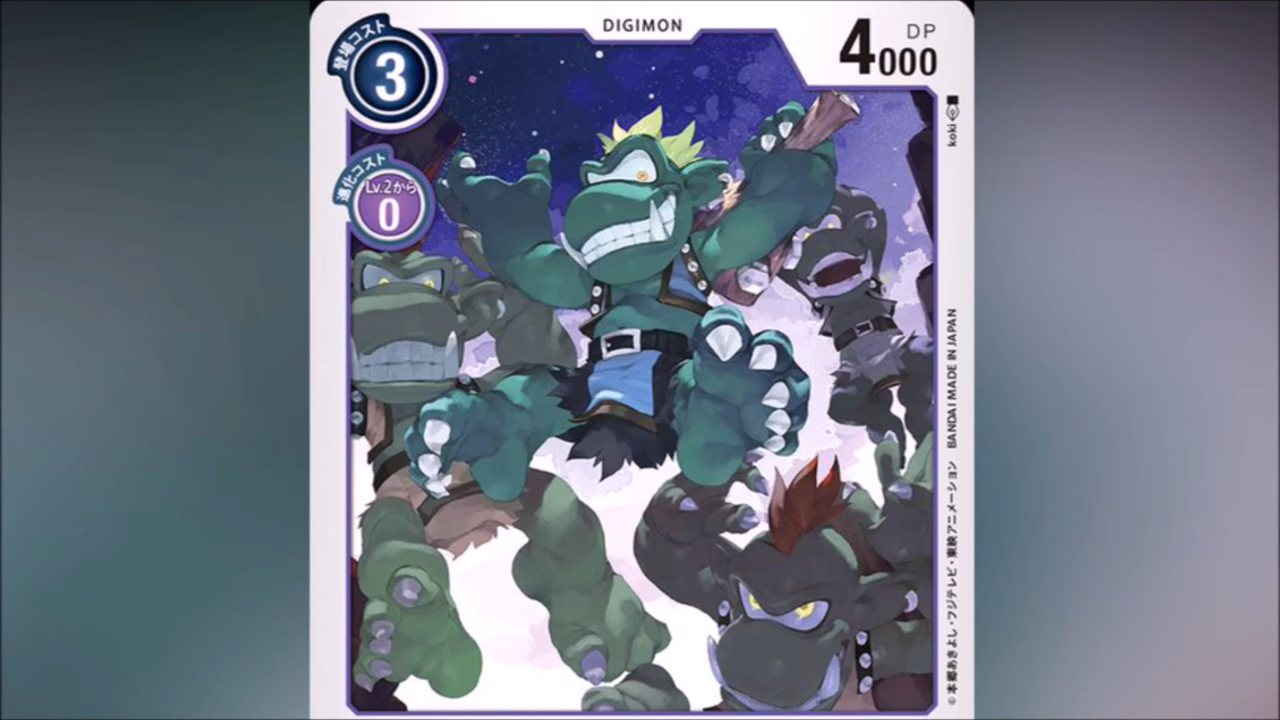 DIGIMON
登場コスト
3
DP
4000
進化コスト
Lv.2から
0
koki
BANDAI MADE IN JAPAN
©本郷あきよし・フジテレビ・東映アニメーション